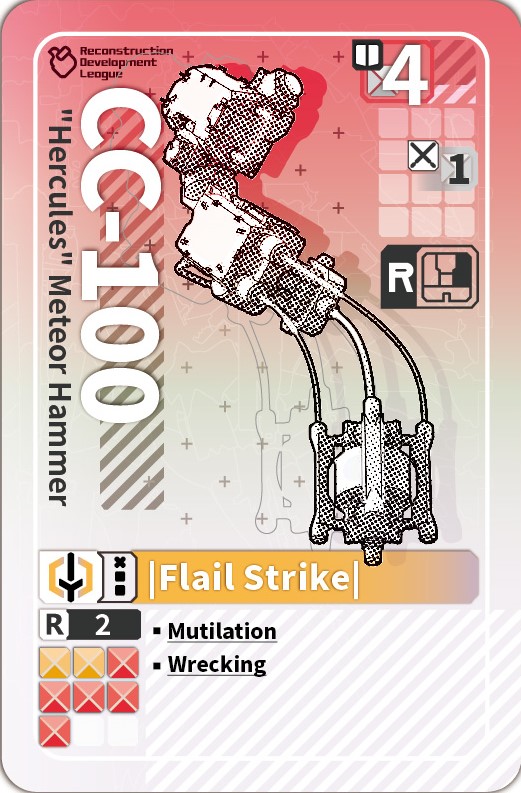 Reconstruction
Development
League
4
1
R
CC-100
"Hercules" Meteor Hammer
|Flail Strike|
R 2
▪ Mutilation
▪ Wrecking